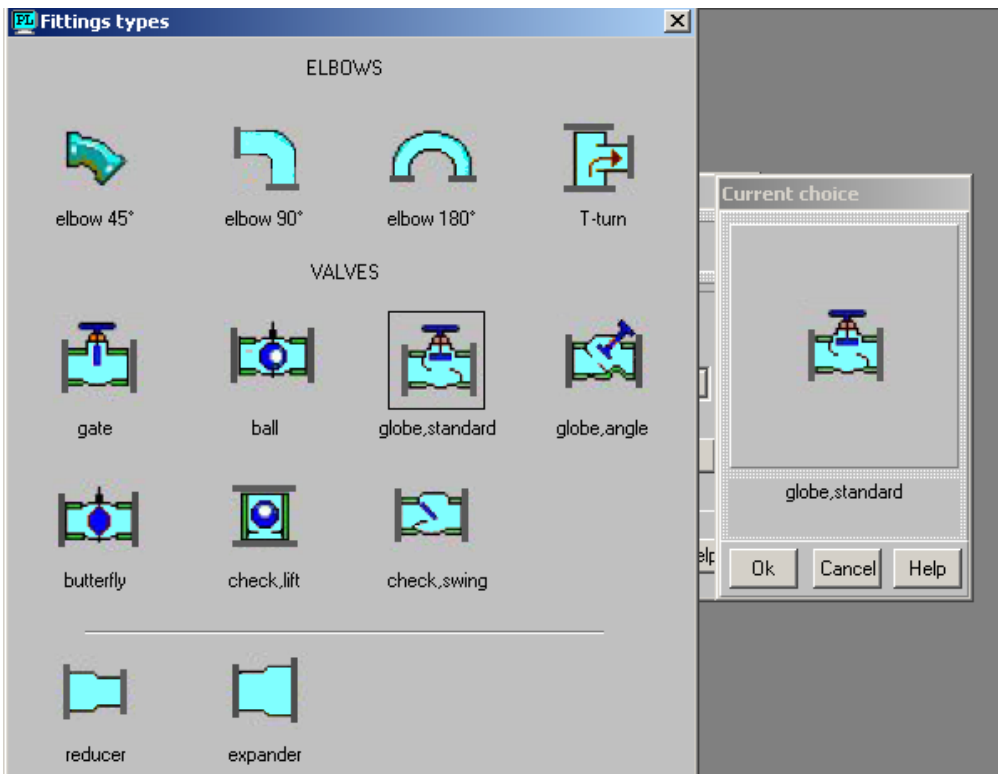 PL Fittings types
ELBOWS
elbow 45° elbow 90° elbow 180° T-turn
VALVES
gate ball globe,standard globe,angle
butterfly check,lift check,swing
reducer expander
Current choice
globe,standard
Ok Cancel Help